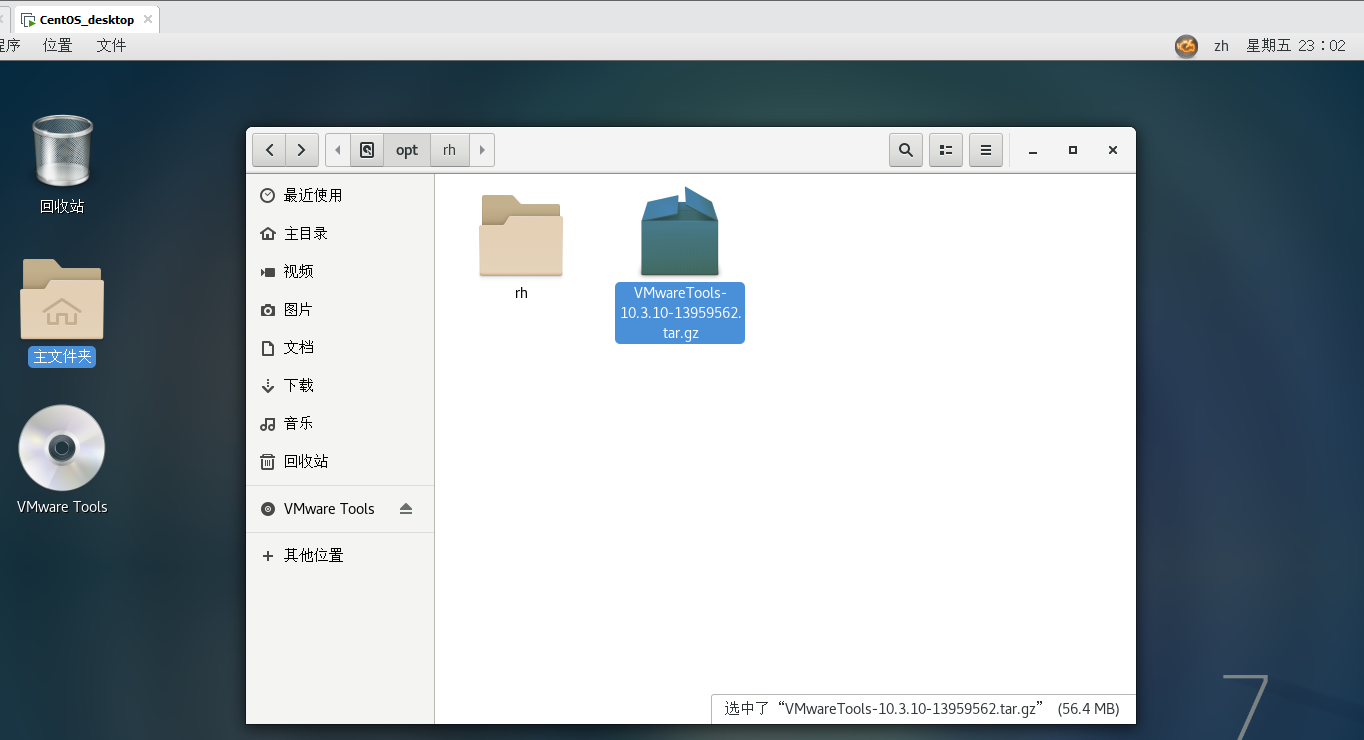 CentOS_desktop
程序 位置 文件 zh 星期五 23：02
opt rh
回收站
主文件夹
VMware Tools
最近使用
主目录
视频
图片
文档
下载
音乐
回收站
VMware Tools
其他位置
rh
VMwareTools-
10.3.10-13959562.
tar.gz
选中了“VMwareTools-10.3.10-13959562.tar.gz” (56.4 MB)
7